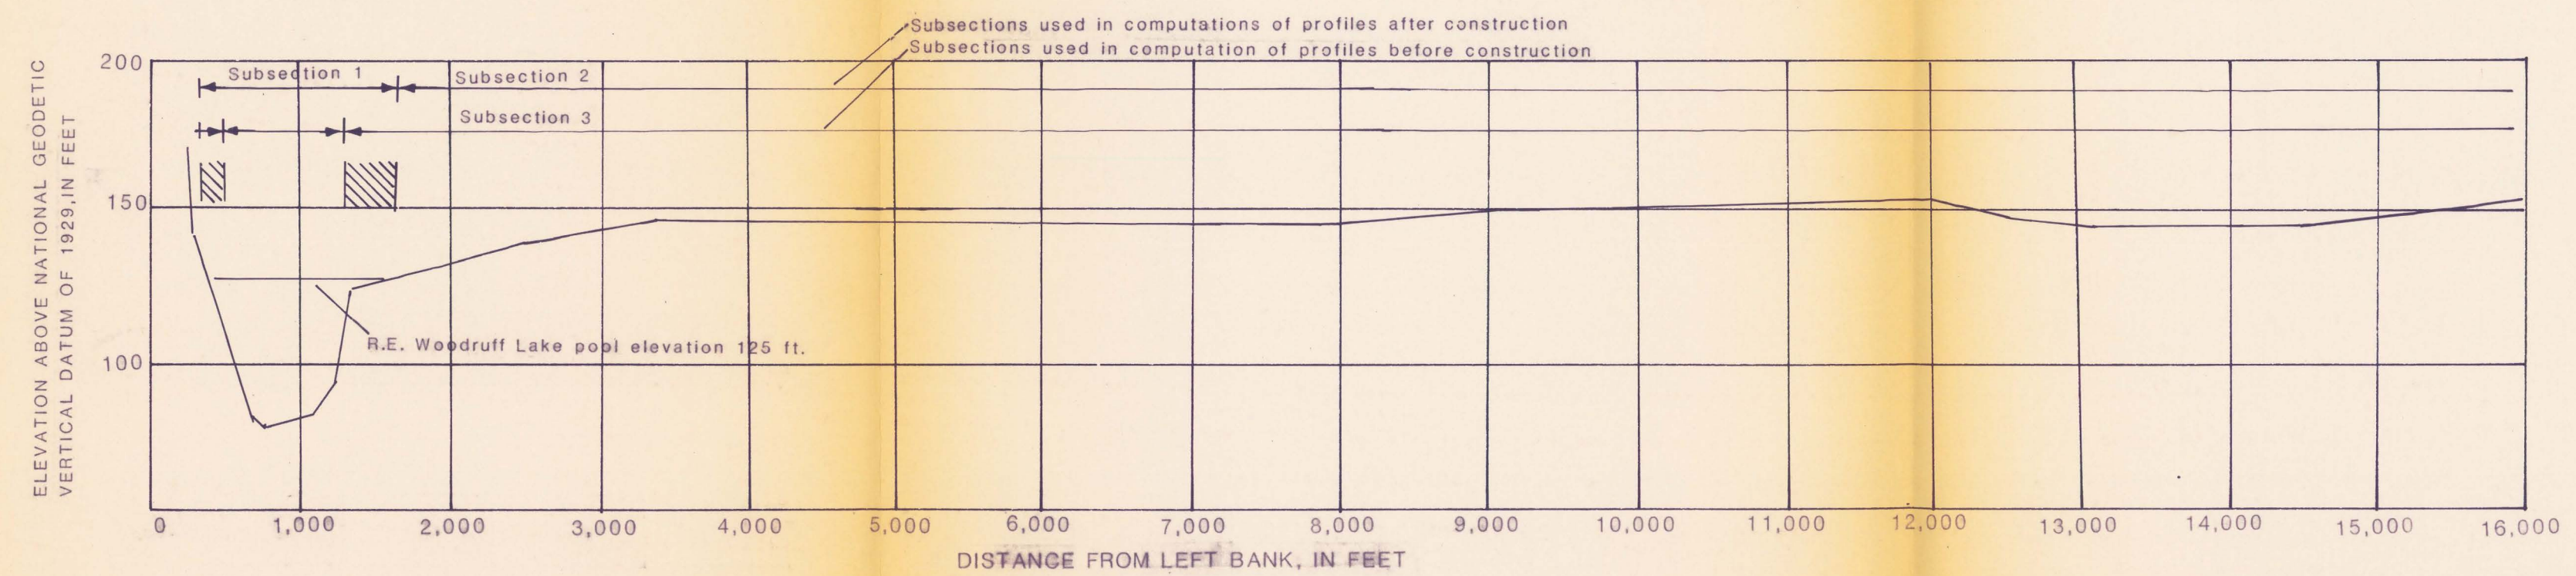 Subsections used in computations of profiles after construction
Subsections used in computation of profiles before construction
ELEVATION ABOVE NATIONAL GEODETIC
VERTICAL DATUM OF 1929,IN FEET
200
Subsection 1
Subsection 2
Subsection 3
150
R.E. Woodruff Lake pool elevation 125 ft.
100
0 1,000 2,000 3,000 4,000 5,000 6,000 7,000 8,000 9,000 10,000 11,000 12,000 13,000 14,000 15,000 16,000
DISTANCE FROM LEFT BANK, IN FEET